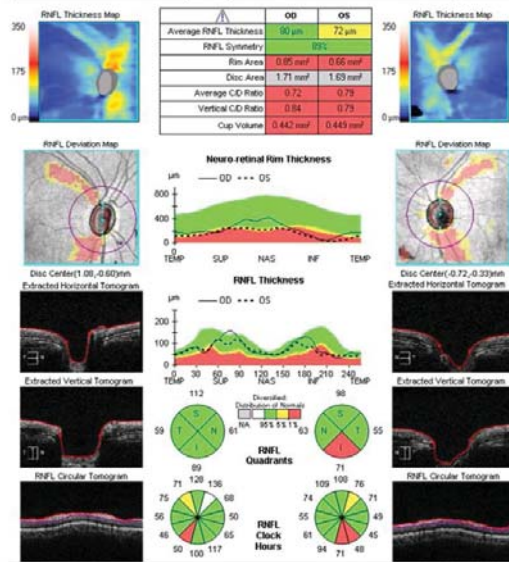 RNFL Thickness Map
350
175
0 µm
OD OS
Average RNFL Thickness 80 µm 72 µm
RNFL Symmetry 89%
Rim Area 0.85 mm² 0.66 mm²
Disc Area 1.71 mm² 1.69 mm²
Average C/D Ratio 0.72 0.79
Vertical C/D Ratio 0.84 0.79
Cup Volume 0.442 mm³ 0.449 mm³
RNFL Thickness Map
350
175
0 µm
RNFL Deviation Map
Disc Center(1.08,-0.60)mm
Neuro-retinal Rim Thickness
µm
OD OS
800
400
0
TEMP SUP NAS INF TEMP
RNFL Deviation Map
Disc Center(-0.72,-0.33)mm
Extracted Horizontal Tomogram
RNFL Thickness
µm
OD OS
200
100
0
0 30 60 90 120 150 180 210 240
TEMP SUP NAS INF TEMP
Extracted Horizontal Tomogram
Extracted Vertical Tomogram
112
59 S T N I 61
89
Diversified:
Distribution of Normals
NA 95% 5% 1%
RNFL
Quadrants
98
63 S N T I 55
71
Extracted Vertical Tomogram
RNFL Circular Tomogram
128
71 136
75 68
56 50
46 65
50 117
100
RNFL
Clock
Hours
100
109 76
74 71
55 49
61 45
94 48
71
RNFL Circular Tomogram